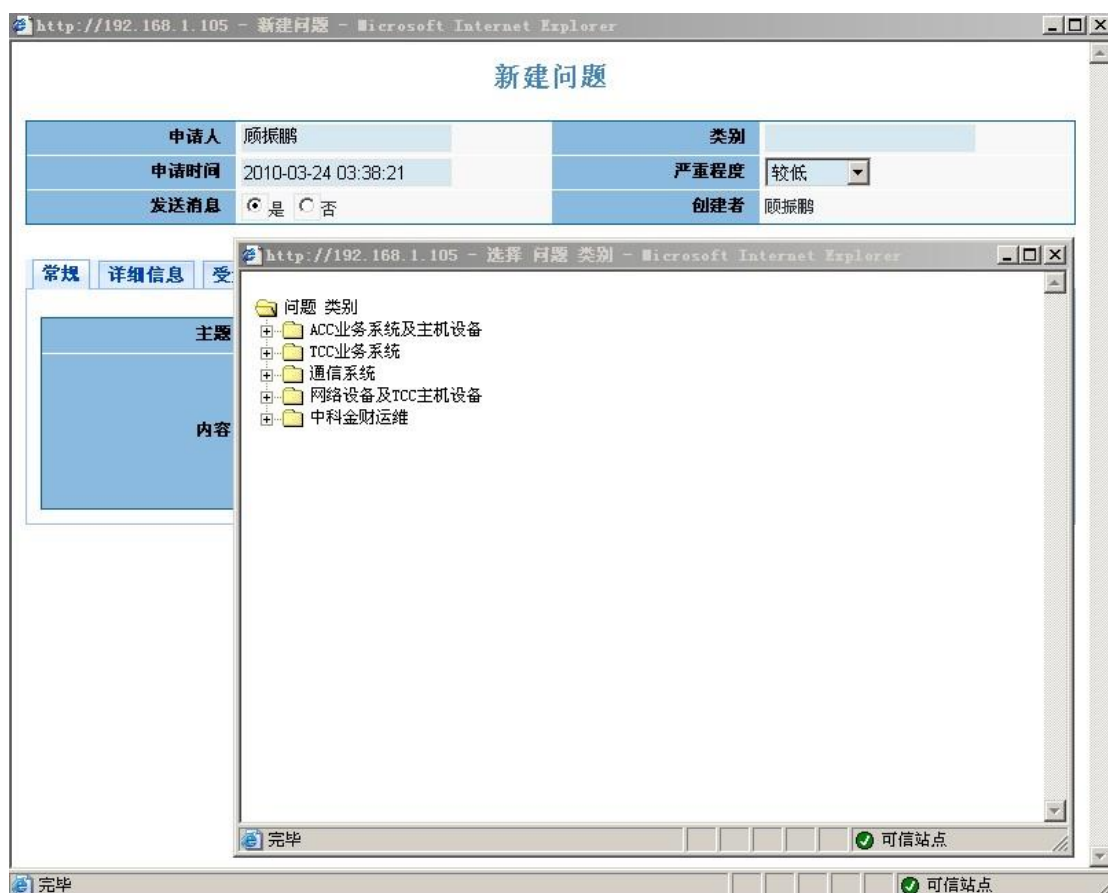 http://192.168.1.105 - 新建问题 - Microsoft Internet Explorer
新建问题
申请人 顾振鹏 类别
申请时间 2010-03-24 03:38:21 严重程度 较低
发送消息 是 否 创建者 顾振鹏
http://192.168.1.105 - 选择 问题 类别 - Microsoft Internet Explorer
常规 详细信息 受
问题 类别
ACC业务系统及主机设备
主题
TCC业务系统
通信系统
网络设备及TCC主机设备
中科金财运维
内容
完毕 可信站点
完毕 可信站点